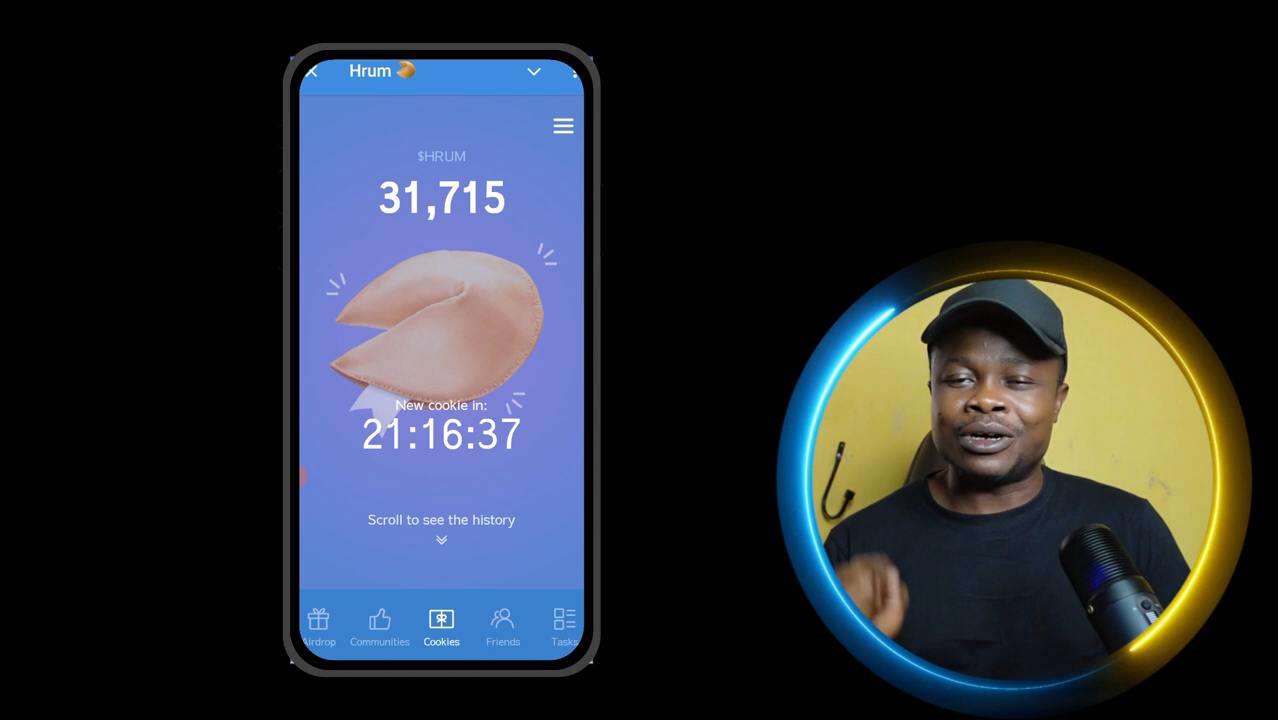 Hrum
$HRUM
31,715
New cookie in:
21:16:37
Scroll to see the history
Airdrop
Communities
Cookies
Friends
Tasks